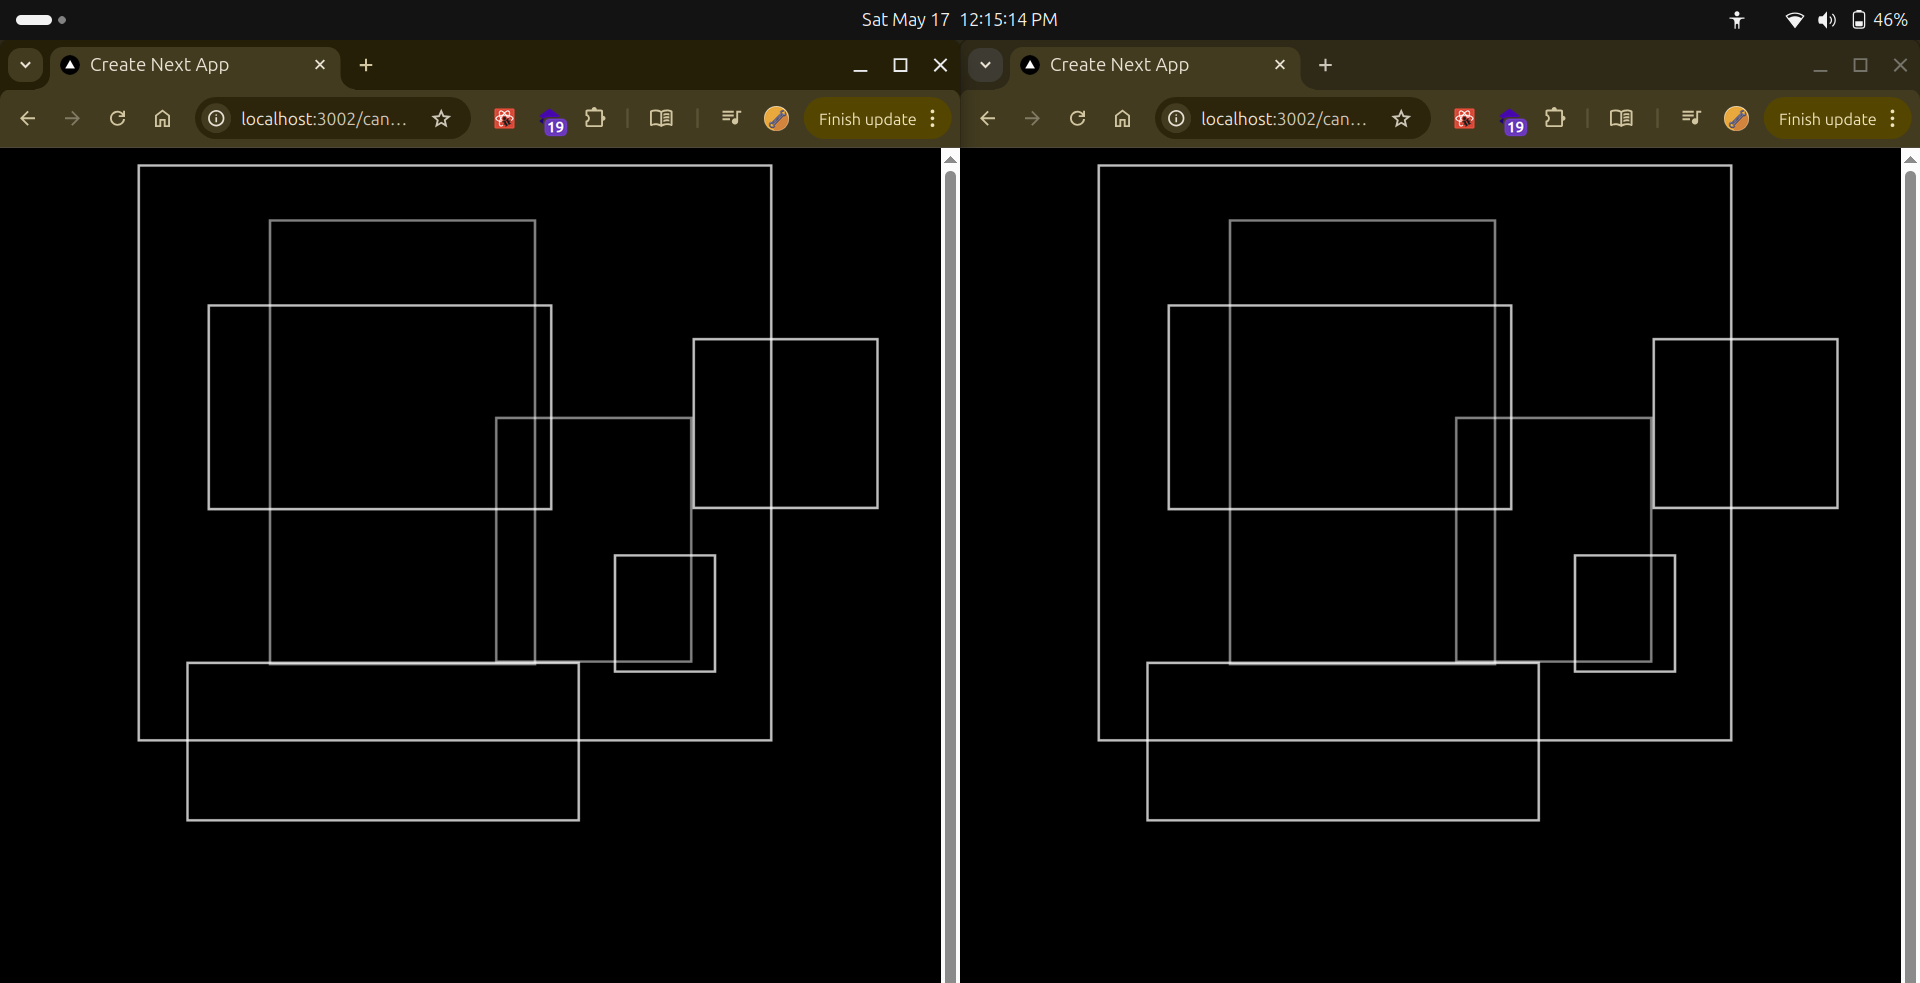 Sat May 17 12:15:14 PM
46%
Create Next App
localhost:3002/can...
19
Finish update
Create Next App
localhost:3002/can...
19
Finish update